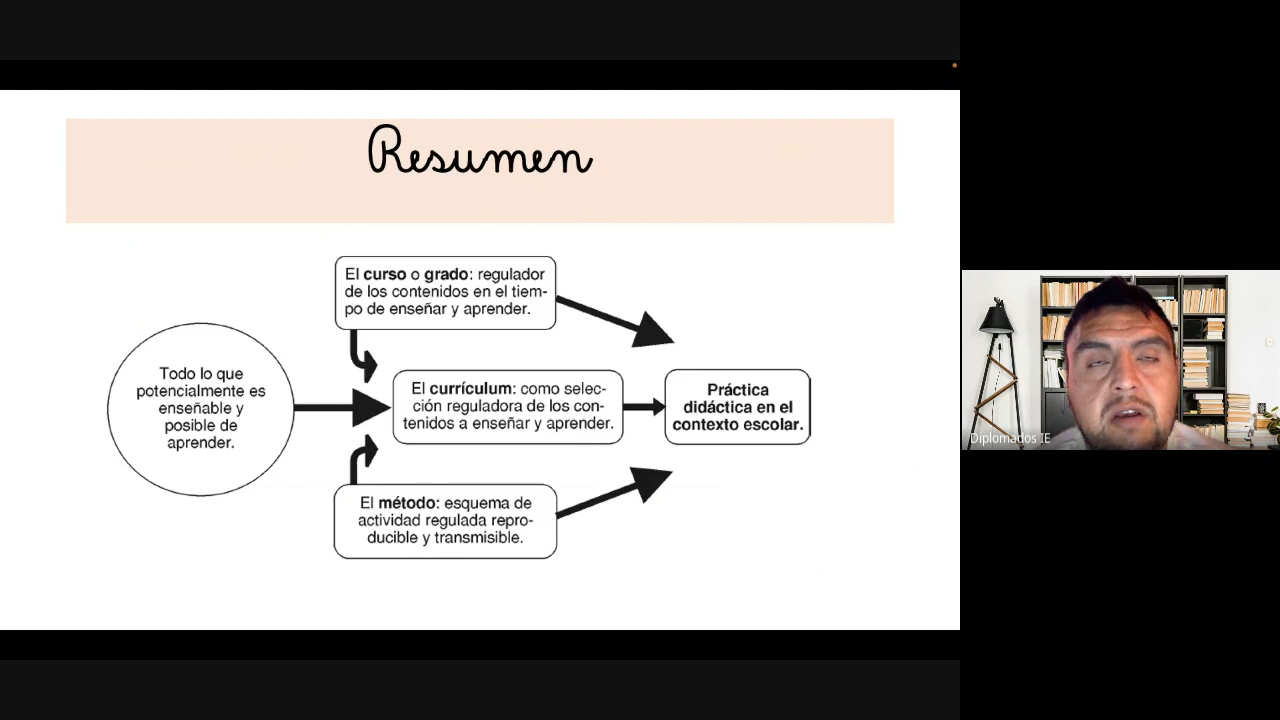 Resumen
El curso o grado: regulador
de los contenidos en el tiem-
po de enseñar y aprender.
Todo lo que
potencialmente es
enseñable y
posible de
aprender.
El currículum: como selec-
ción reguladora de los con-
tenidos a enseñar y aprender.
Práctica
didáctica en el
contexto escolar.
El método: esquema de
actividad regulada repro-
ducible y transmisible.
Diplomados IE